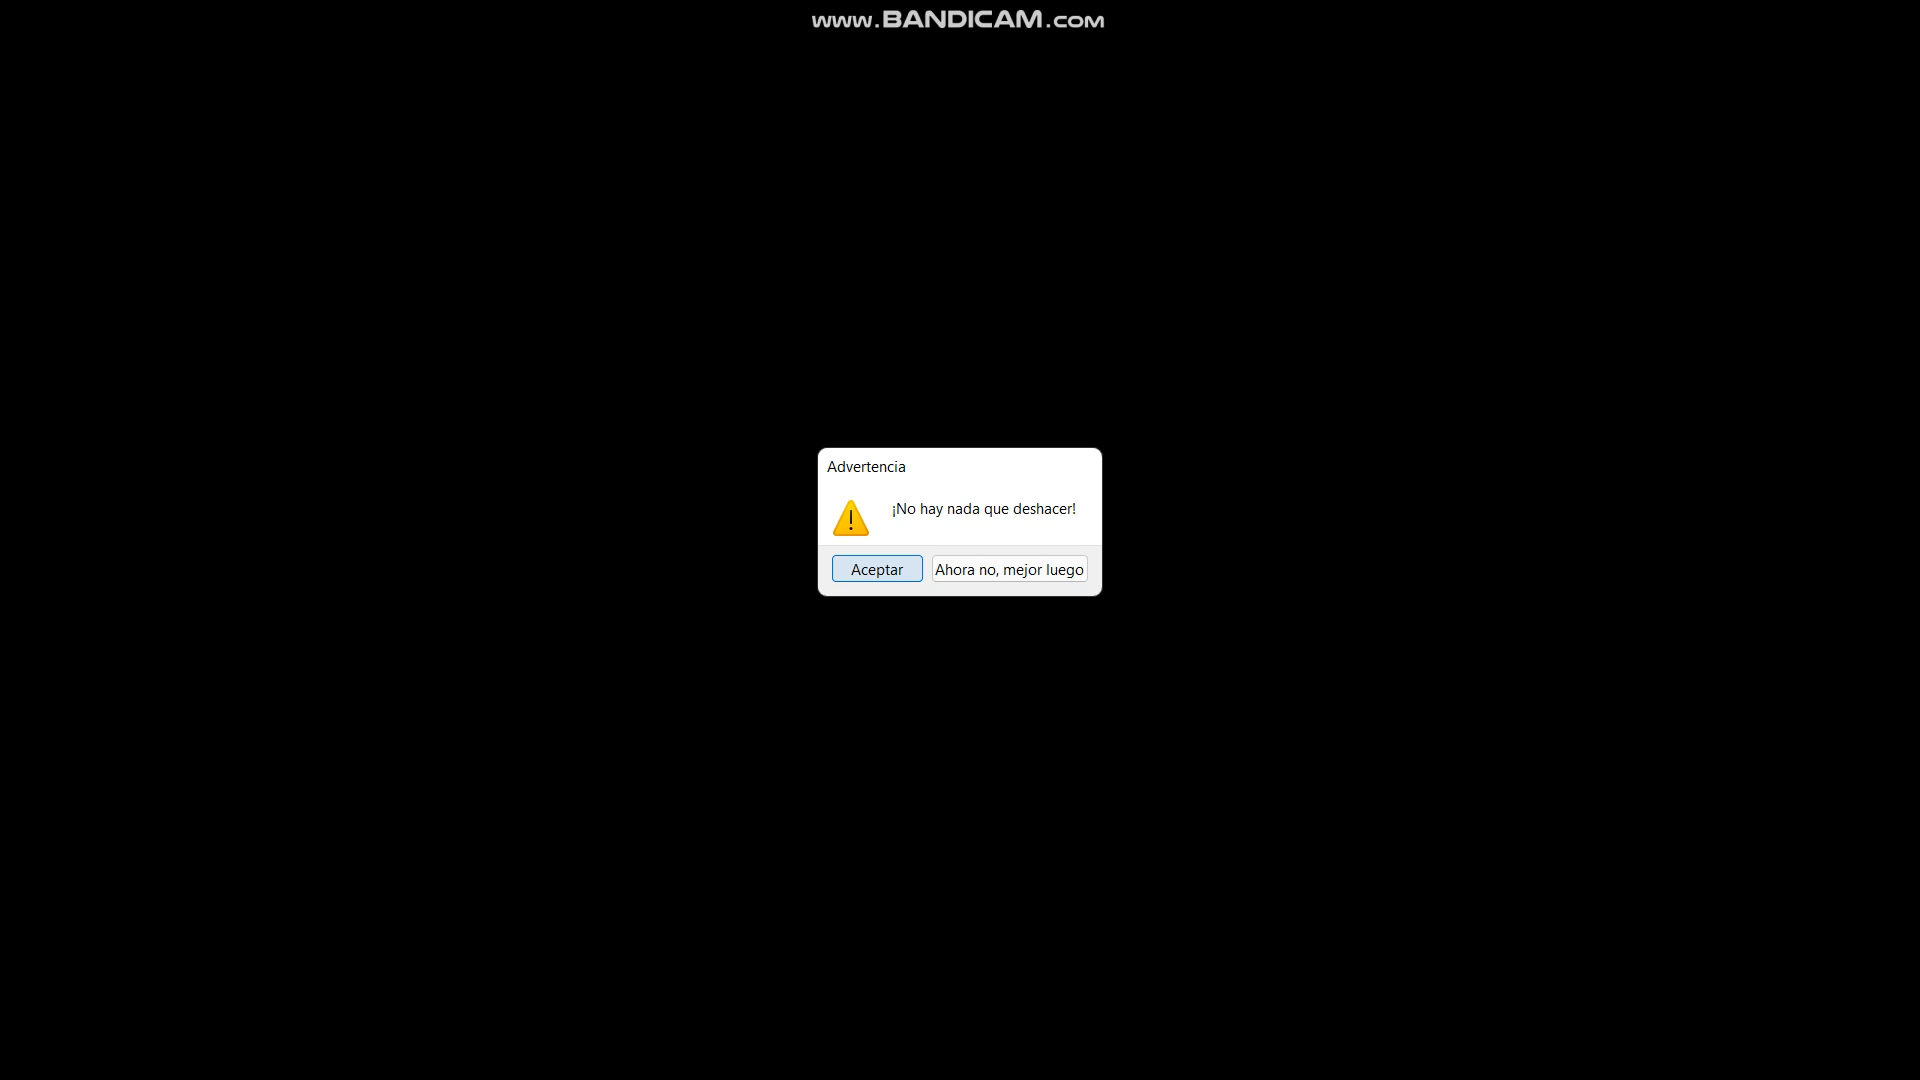 www.BANDICAM.com
Advertencia
¡No hay nada que deshacer!
Aceptar
Ahora no, mejor luego